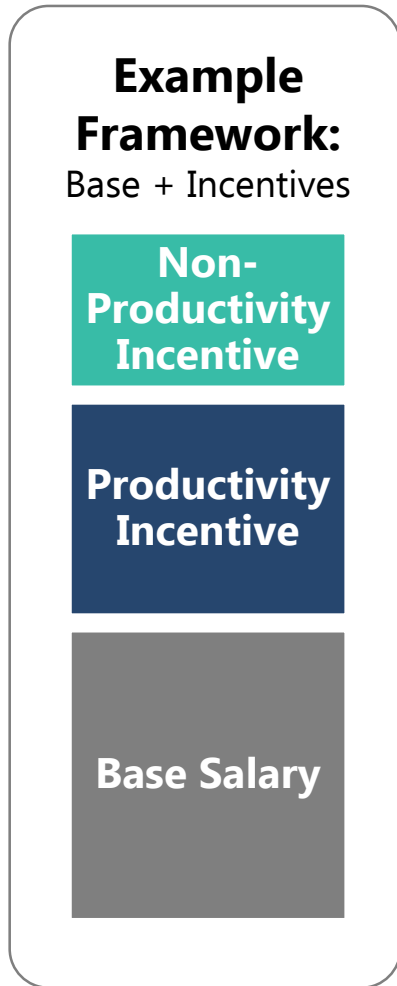 Example
Framework:
Base + Incentives
Non-
Productivity
Incentive
Productivity
Incentive
Base Salary